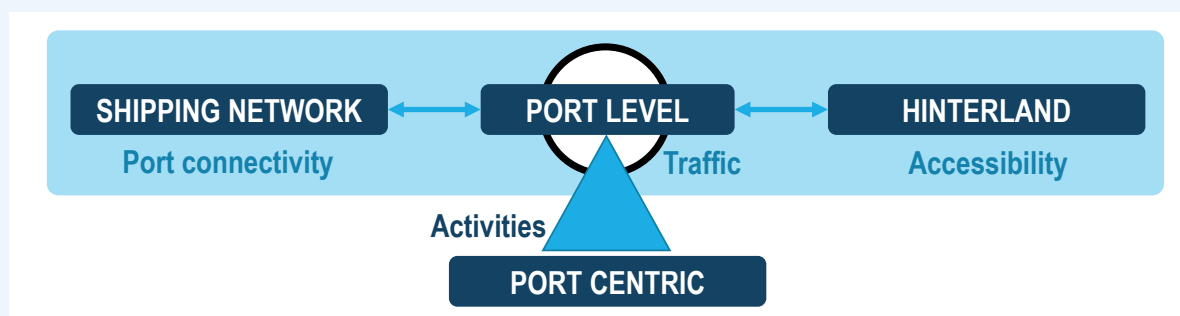 SHIPPING NETWORK
PORT LEVEL
HINTERLAND
Port connectivity
Traffic
Accessibility
Activities
PORT CENTRIC